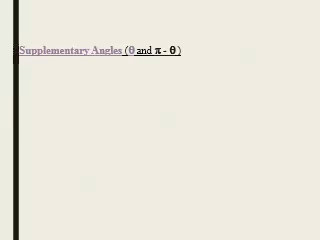 Supplementary Angles (θ and π - θ )